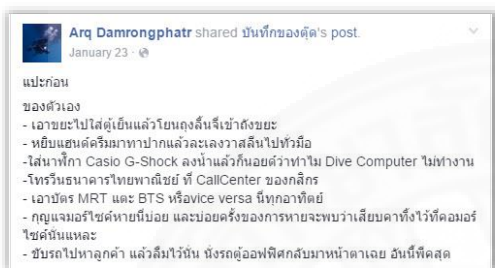 Arq Damrongphatr shared บันทึกของตุ๊ด's post.
January 23 ·
แปะก่อน
ของตัวเอง
- เอาขยะไปใส่ตู้เย็นแล้วโยนถุงลิ้นจี่เข้าถังขยะ
- หยิบแฮนด์ครีมมาทาปากแล้วละเลงวาสลีนไปทั่วมือ
-ใส่นาฬิกา Casio G-Shock ลงน้ำแล้วก็นอยด์ว่าทำไม Dive Computer ไม่ทำงาน
-โทรวีนธนาคารไทยพาณิชย์ ที่ CallCenter ของกสิกร
- เอาบัตร MRT แตะ BTS หรือvice versa นี่ทุกอาทิตย์
- กุญแจมอร์ไซค์หายนี่บ่อย และบ่อยครั้งของการหายจะพบว่าเสียบคาทิ้งไว้ที่คอมอร์
ไซค์นั่นแหละ
- ขับรถไปหาลูกค้า แล้วลืมไว้นั่น นั่งรถตู้ออฟฟิศกลับมาหน้าตาเฉย อันนี้พีคสุด